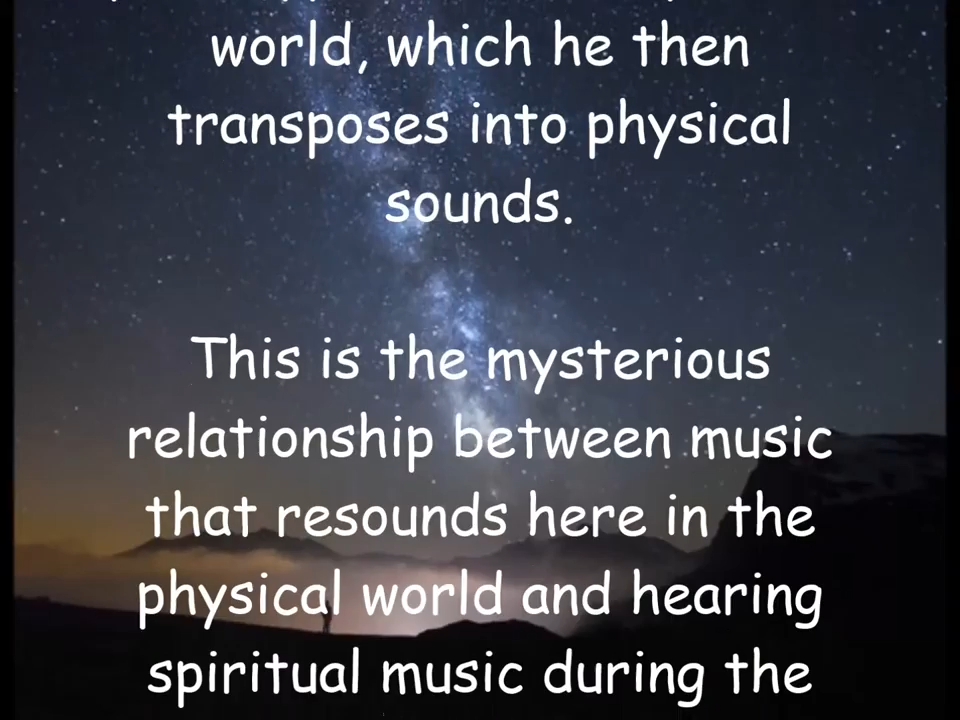 world, which he then
transposes into physical
sounds.
This is the mysterious
relationship between music
that resounds here in the
physical world and hearing
spiritual music during the